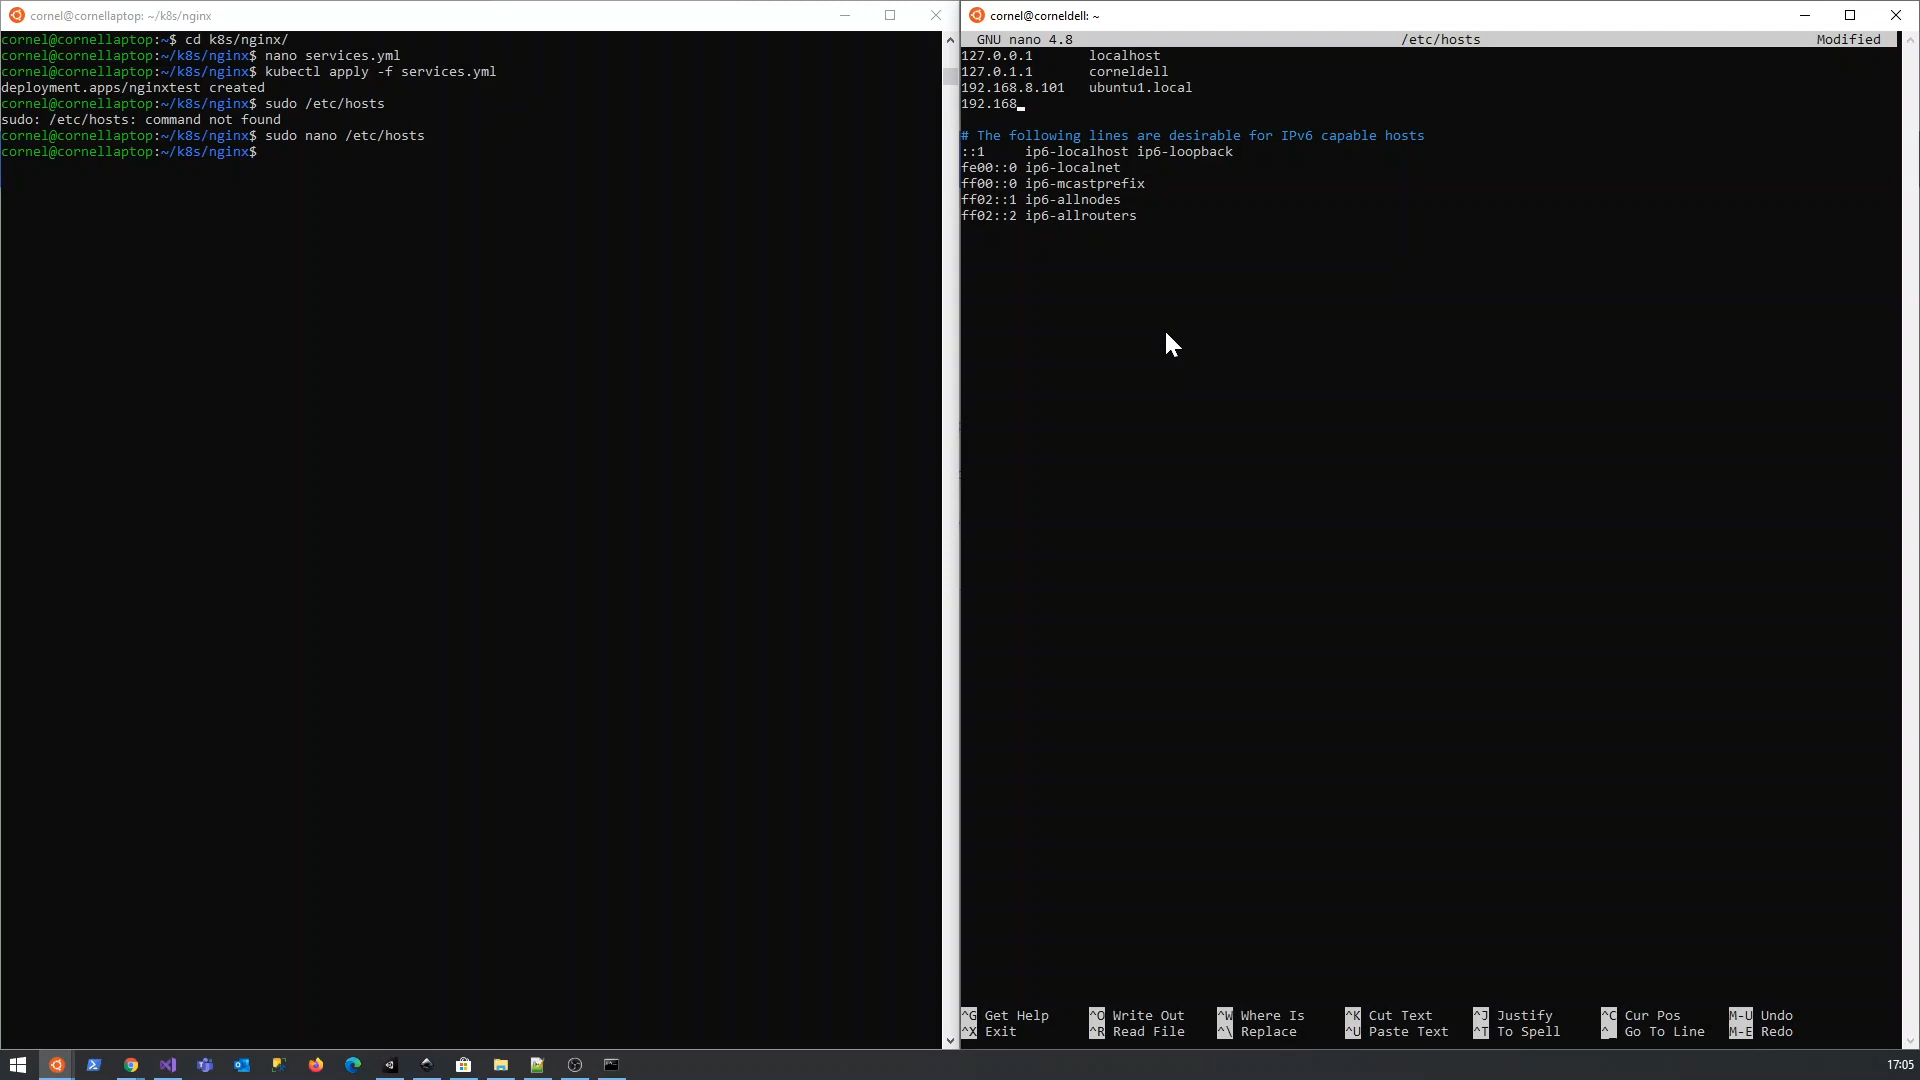 cornel@cornellaptop: ~/k8s/nginx
cornel@cornellaptop:~$ cd k8s/nginx/
cornel@cornellaptop:~/k8s/nginx$ nano services.yml
cornel@cornellaptop:~/k8s/nginx$ kubectl apply -f services.yml
deployment.apps/nginxtest created
cornel@cornellaptop:~/k8s/nginx$ sudo /etc/hosts
sudo: /etc/hosts: command not found
cornel@cornellaptop:~/k8s/nginx$ sudo nano /etc/hosts
cornel@cornellaptop:~/k8s/nginx$
cornel@corneldell: ~
GNU nano 4.8 /etc/hosts Modified
127.0.0.1 localhost
127.0.1.1 corneldell
192.168.8.101 ubuntu1.local
192.168
# The following lines are desirable for IPv6 capable hosts
::1 ip6-localhost ip6-loopback
fe00::0 ip6-localnet
ff00::0 ip6-mcastprefix
ff02::1 ip6-allnodes
ff02::2 ip6-allrouters
^G Get Help ^O Write Out ^W Where Is ^K Cut Text ^J Justify ^C Cur Pos M-U Undo
^X Exit ^R Read File ^\ Replace ^U Paste Text ^T To Spell ^_ Go To Line M-E Redo
17:05